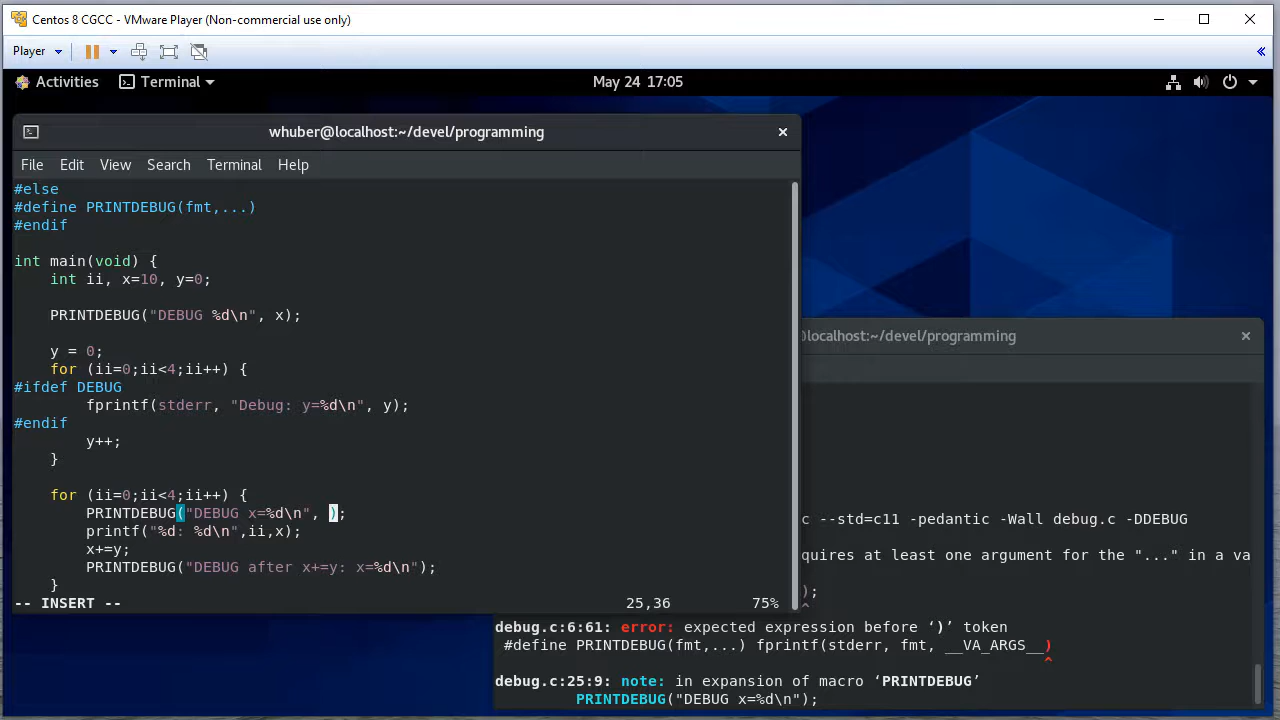 Centos 8 CGCC - VMware Player (Non-commercial use only)
Player
Activities Terminal May 24 17:05
whuber@localhost:~/devel/programming
File Edit View Search Terminal Help
#else
#define PRINTDEBUG(fmt,...)
#endif
int main(void) {
    int ii, x=10, y=0;
    PRINTDEBUG("DEBUG %d\n", x);
    y = 0;
    for (ii=0;ii<4;ii++) {
#ifdef DEBUG
        fprintf(stderr, "Debug: y=%d\n", y);
#endif
        y++;
    }
    for (ii=0;ii<4;ii++) {
        PRINTDEBUG("DEBUG x=%d\n", );
        printf("%d: %d\n",ii,x);
        x+=y;
        PRINTDEBUG("DEBUG after x+=y: x=%d\n");
    }
-- INSERT -- 25,36 75%
@localhost:~/devel/programming
c --std=c11 -pedantic -Wall debug.c -DDEBUG
quires at least one argument for the "..." in a va
);
^
debug.c:6:61: error: expected expression before ‘)’ token
 #define PRINTDEBUG(fmt,...) fprintf(stderr, fmt, __VA_ARGS__)
^
debug.c:25:9: note: in expansion of macro ‘PRINTDEBUG’
         PRINTDEBUG("DEBUG x=%d\n");